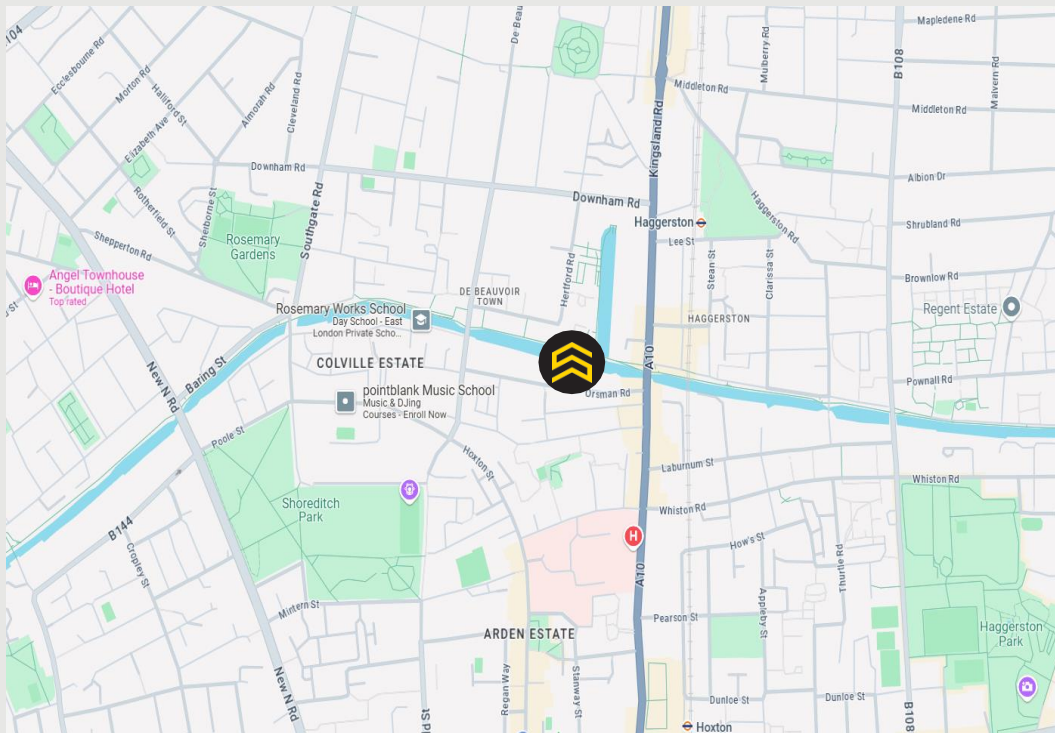 104
De Beau
Mapledene Rd
Ecclesbourne Rd
Morton Rd
Halliford St
Elizabeth Ave
Almorah Rd
Cleveland Rd
Mulberry Rd
B108
Malvern Rd
Middleton Rd
Middleton Rd
Kingsland Rd
Downham Rd
Albion Dr
Rotherfield St
Shelborne St
Southgate Rd
Downham Rd
Haggerston
Haggerston Rd
Shrubland Rd
Shepperton Rd
Rosemary
Gardens
Lee St
Stean St
Clarissa St
Hertford Rd
Angel Townhouse
- Boutique Hotel
Top rated
DE BEAUVOIR
TOWN
Brownlow Rd
o St
Rosemary Works School
Day School - East
London Private Scho...
HAGGERSTON
Regent Estate
COLVILLE ESTATE
A10
New N Rd
Baring St
pointblank Music School
Music & DJing
Courses - Enroll Now
Orsman Rd
Pownall Rd
Poole St
Hoxton St
Laburnum St
Whiston Rd
Shoreditch
Park
Whiston Rd
H
B144
How's St
Cropley St
A10
Thurtle Rd
Appleby St
Mintern St
Pearson St
ARDEN ESTATE
Haggerston
Park
New N Rd
Regan Way
Stanway St
Dunloe St
Dunloe St
B108
Hoxton